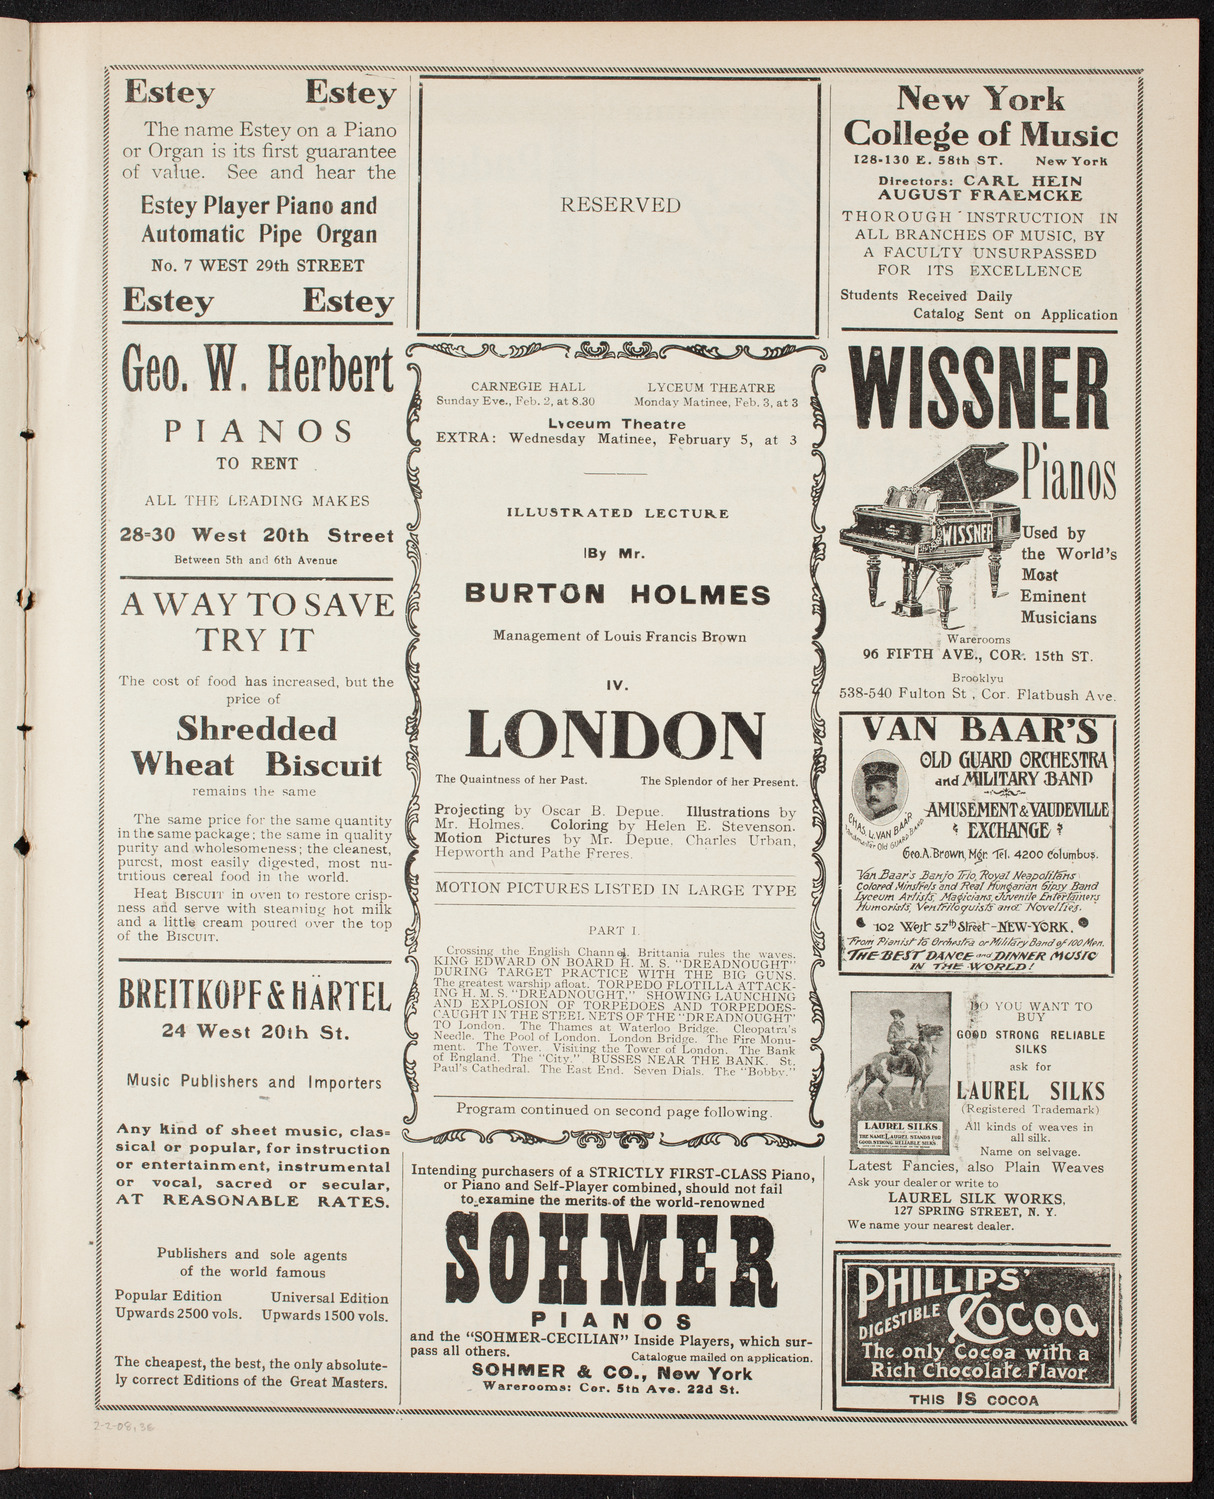 Estey Estey
The name Estey on a Piano
or Organ is its first guarantee
of value. See and hear the
Estey Player Piano and
Automatic Pipe Organ
No. 7 WEST 29th STREET
Estey Estey
Geo. W. Herbert
PIANOS
TO RENT
ALL THE LEADING MAKES
28-30 West 20th Street
Between 5th and 6th Avenue
A WAY TO SAVE
TRY IT
The cost of food has increased, but the
price of
Shredded
Wheat Biscuit
remains the same
The same price for the same quantity
in the same package; the same in quality
purity and wholesomeness; the cleanest,
purest, most easily digested, most nu-
tritious cereal food in the world.
Heat BISCUIT in oven to restore crisp-
ness and serve with steaming hot milk
and a little cream poured over the top
of the BISCUIT.
BREITKOPF & HÄRTEL
24 West 20th St.
Music Publishers and Importers
Any kind of sheet music, clas-
sical or popular, for instruction
or entertainment, instrumental
or vocal, sacred or secular,
AT REASONABLE RATES.
Publishers and sole agents
of the world famous
Popular Edition Universal Edition
Upwards 2500 vols. Upwards 1500 vols.
The cheapest, the best, the only absolute-
ly correct Editions of the Great Masters.
RESERVED
CARNEGIE HALL LYCEUM THEATRE
Sunday Eve., Feb. 2, at 8.30 Monday Matinee, Feb. 3, at 3
Lyceum Theatre
EXTRA: Wednesday Matinee, February 5, at 3
ILLUSTRATED LECTURE
By Mr.
BURTON HOLMES
Management of Louis Francis Brown
IV.
LONDON
The Quaintness of her Past. The Splendor of her Present.
Projecting by Oscar B. Depue. Illustrations by
Mr. Holmes. Coloring by Helen E. Stevenson.
Motion Pictures by Mr. Depue, Charles Urban,
Hepworth and Pathe Freres.
MOTION PICTURES LISTED IN LARGE TYPE
PART I.
Crossing the English Channel. Brittania rules the waves.
KING EDWARD ON BOARD H. M. S. "DREADNOUGHT"
DURING TARGET PRACTICE WITH THE BIG GUNS.
The greatest warship afloat. TORPEDO FLOTILLA ATTACK-
ING H. M. S. "DREADNOUGHT," SHOWING LAUNCHING
AND EXPLOSION OF TORPEDOES AND TORPEDOES-
CAUGHT IN THE STEEL NETS OF THE "DREADNOUGHT"
TO London. The Thames at Waterloo Bridge. Cleopatra's
Needle. The Pool of London. London Bridge. The Fire Monu-
ment. The Tower. Visiting the Tower of London. The Bank
of England. The "City." BUSSES NEAR THE BANK. St.
Paul's Cathedral. The East End. Seven Dials. The "Bobby."
Program continued on second page following.
Intending purchasers of a STRICTLY FIRST-CLASS Piano,
or Piano and Self-Player combined, should not fail
to examine the merits of the world-renowned
SOHMER
PIANOS
and the "SOHMER-CECILIAN" Inside Players, which sur-
pass all others. Catalogue mailed on application.
SOHMER & CO., New York
Warerooms: Cor. 5th Ave. 22d St.
New York
College of Music
128-130 E. 58th ST. New York
Directors: CARL HEIN
AUGUST FRAEMCKE
THOROUGH INSTRUCTION IN
ALL BRANCHES OF MUSIC, BY
A FACULTY UNSURPASSED
FOR ITS EXCELLENCE
Students Received Daily
Catalog Sent on Application
WISSNER
Pianos
WISSNER
Used by
the World's
Most
Eminent
Musicians
Warerooms
96 FIFTH AVE., COR. 15th ST.
Brooklyu
538-540 Fulton St., Cor. Flatbush Ave.
VAN BAAR'S
OLD GUARD ORCHESTRA
and MILITARY BAND
AMUSEMENT & VAUDEVILLE
EXCHANGE
CHAS. L. VAN BAAR
Bandmaster Old GUARD BAND
Geo. A. Brown, Mgr. Tel. 4200 Columbus.
Van Baar's Banjo Trio, Royal Neapolitans
Colored Minstrels and Real Hungarian Gipsy Band
Lyceum Artists, Magicians, Juvenile Entertainers
Humorists, Ventriloquists and Novelties.
102 West 57th Street-NEW-YORK.
From Pianist to Orchestra or Military Band of 100 Men.
THE BEST DANCE and DINNER MUSIC
IN THE WORLD!
DO YOU WANT TO
BUY
GOOD STRONG RELIABLE
SILKS
ask for
LAUREL SILKS
(Registered Trademark)
All kinds of weaves in
all silk.
Name on selvage.
LAUREL SILKS
THE NAME LAUREL STANDS FOR
GOOD STRONG RELIABLE SILKS
Latest Fancies, also Plain Weaves
Ask your dealer or write to
LAUREL SILK WORKS,
127 SPRING STREET, N. Y.
We name your nearest dealer.
PHILLIPS'
DIGESTIBLE COCOA
The only Cocoa with a
Rich Chocolate Flavor
THIS IS COCOA
2-2-08, 36